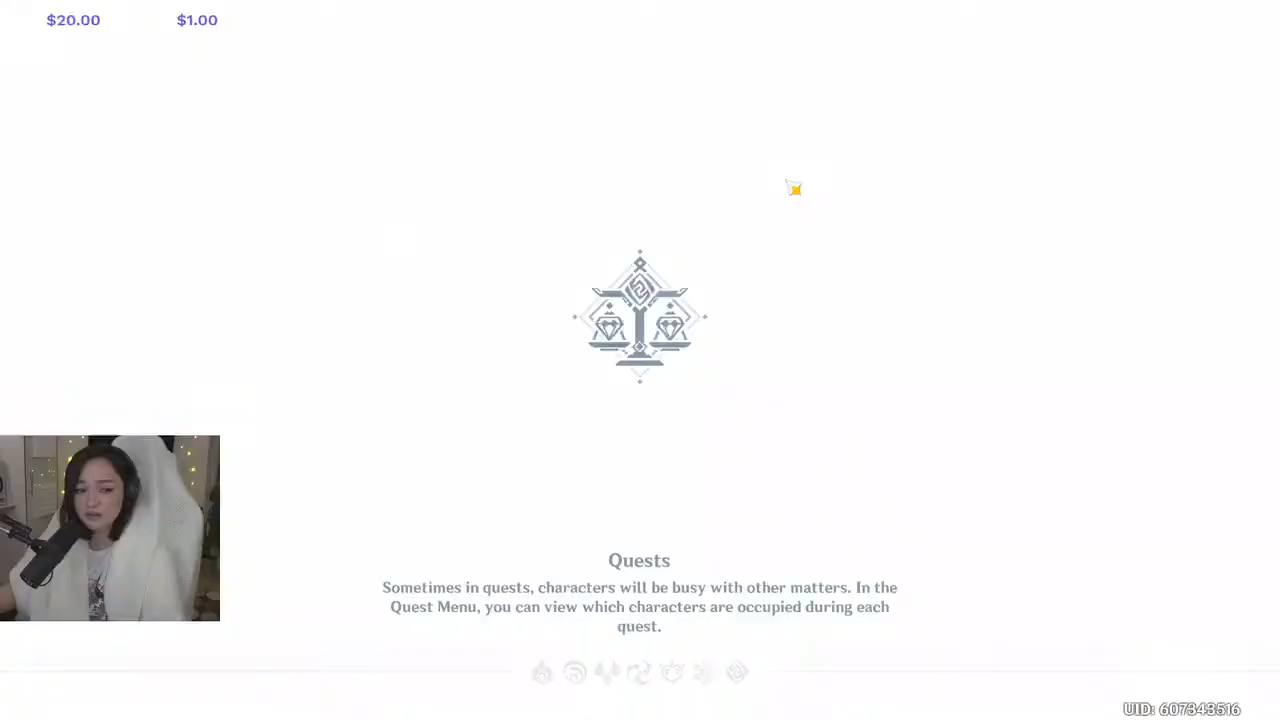 $20.00 $1.00
Quests
Sometimes in quests, characters will be busy with other matters. In the
Quest Menu, you can view which characters are occupied during each
quest.
UID: 607343516